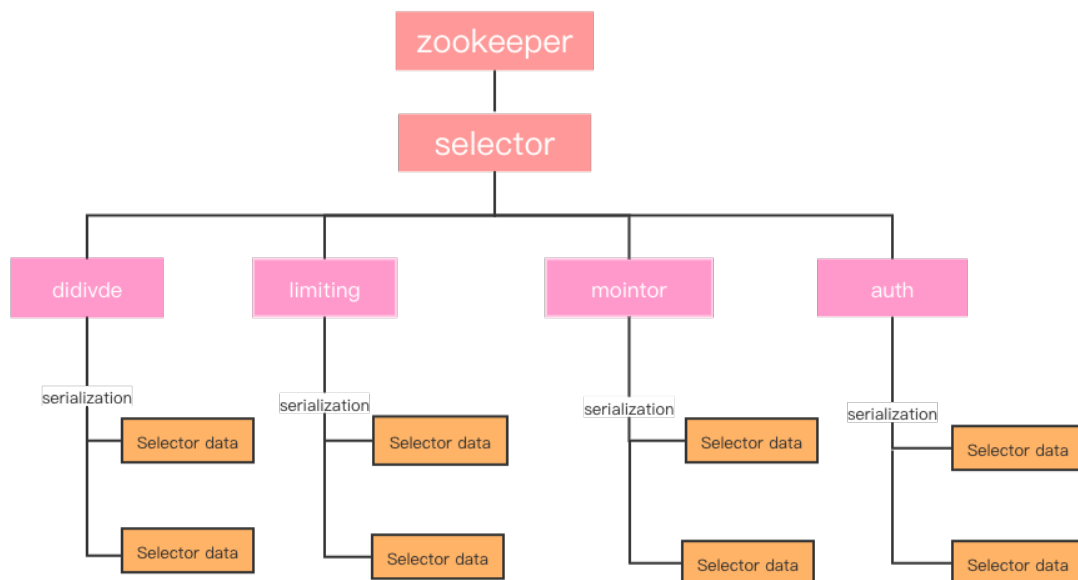 zookeeper
selector
didivde
limiting
mointor
auth
serialization
serialization
serialization
serialization
Selector data
Selector data
Selector data
Selector data
Selector data
Selector data
Selector data
Selector data